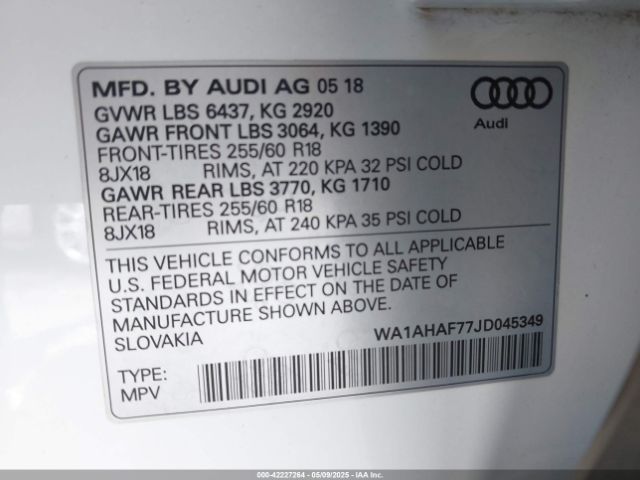 MFD. BY AUDI AG 05 18
GVWR LBS 6437, KG 2920
GAWR FRONT LBS 3064, KG 1390
FRONT-TIRES 255/60 R18
8JX18 RIMS, AT 220 KPA 32 PSI COLD
GAWR REAR LBS 3770, KG 1710
REAR-TIRES 255/60 R18
8JX18 RIMS, AT 240 KPA 35 PSI COLD
Audi
THIS VEHICLE CONFORMS TO ALL APPLICABLE
U.S. FEDERAL MOTOR VEHICLE SAFETY
STANDARDS IN EFFECT ON THE DATE OF
MANUFACTURE SHOWN ABOVE.
SLOVAKIA WA1AHAF77JD045349
TYPE:
MPV
000-42227264 - 05/09/2025 - IAA Inc.